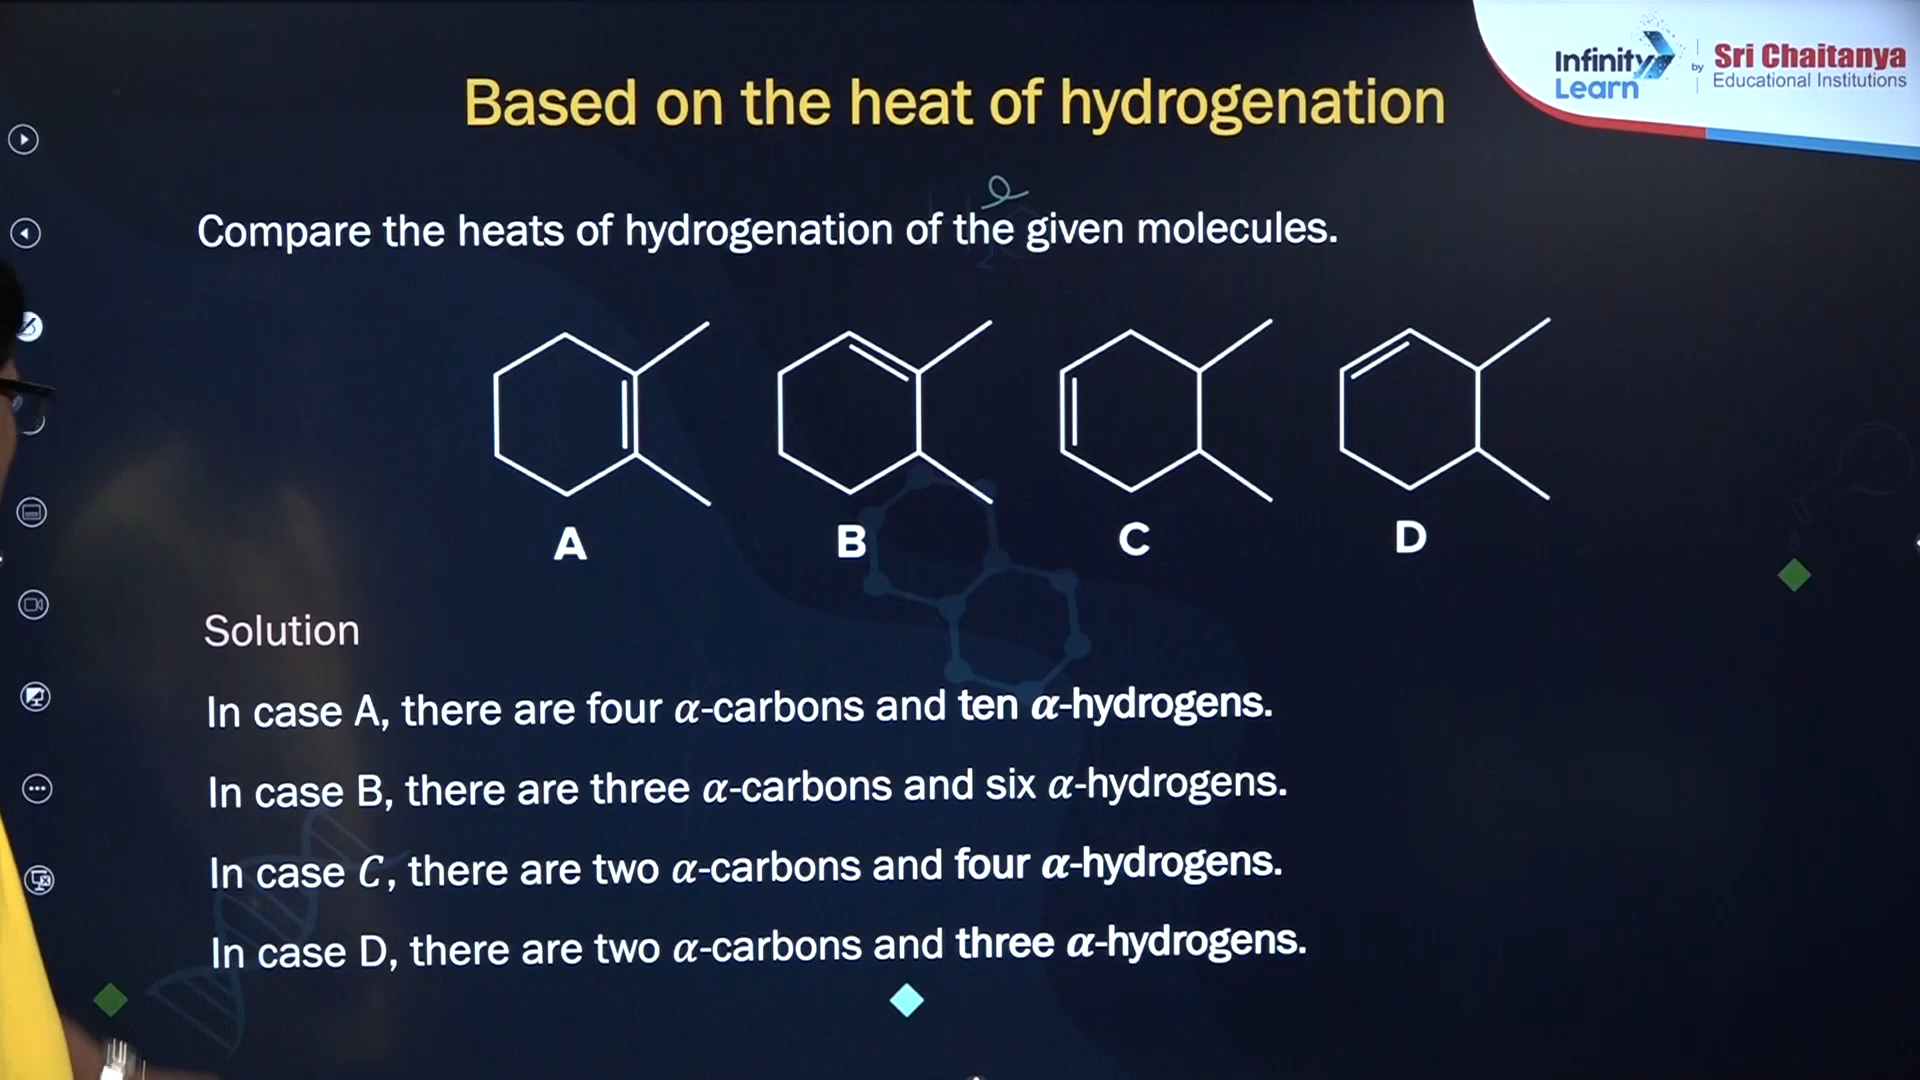 Infinity Learn by Sri Chaitanya Educational Institutions
Based on the heat of hydrogenation
Compare the heats of hydrogenation of the given molecules.
A B C D
Solution
In case A, there are four α-carbons and ten α-hydrogens.
In case B, there are three α-carbons and six α-hydrogens.
In case C, there are two α-carbons and four α-hydrogens.
In case D, there are two α-carbons and three α-hydrogens.